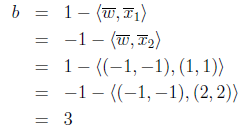 b = 1 − ⟨w̅, x̅₁⟩
= −1 − ⟨w̅, x̅₂⟩
= 1 − ⟨(−1, −1), (1, 1)⟩
= −1 − ⟨(−1, −1), (2, 2)⟩
= 3